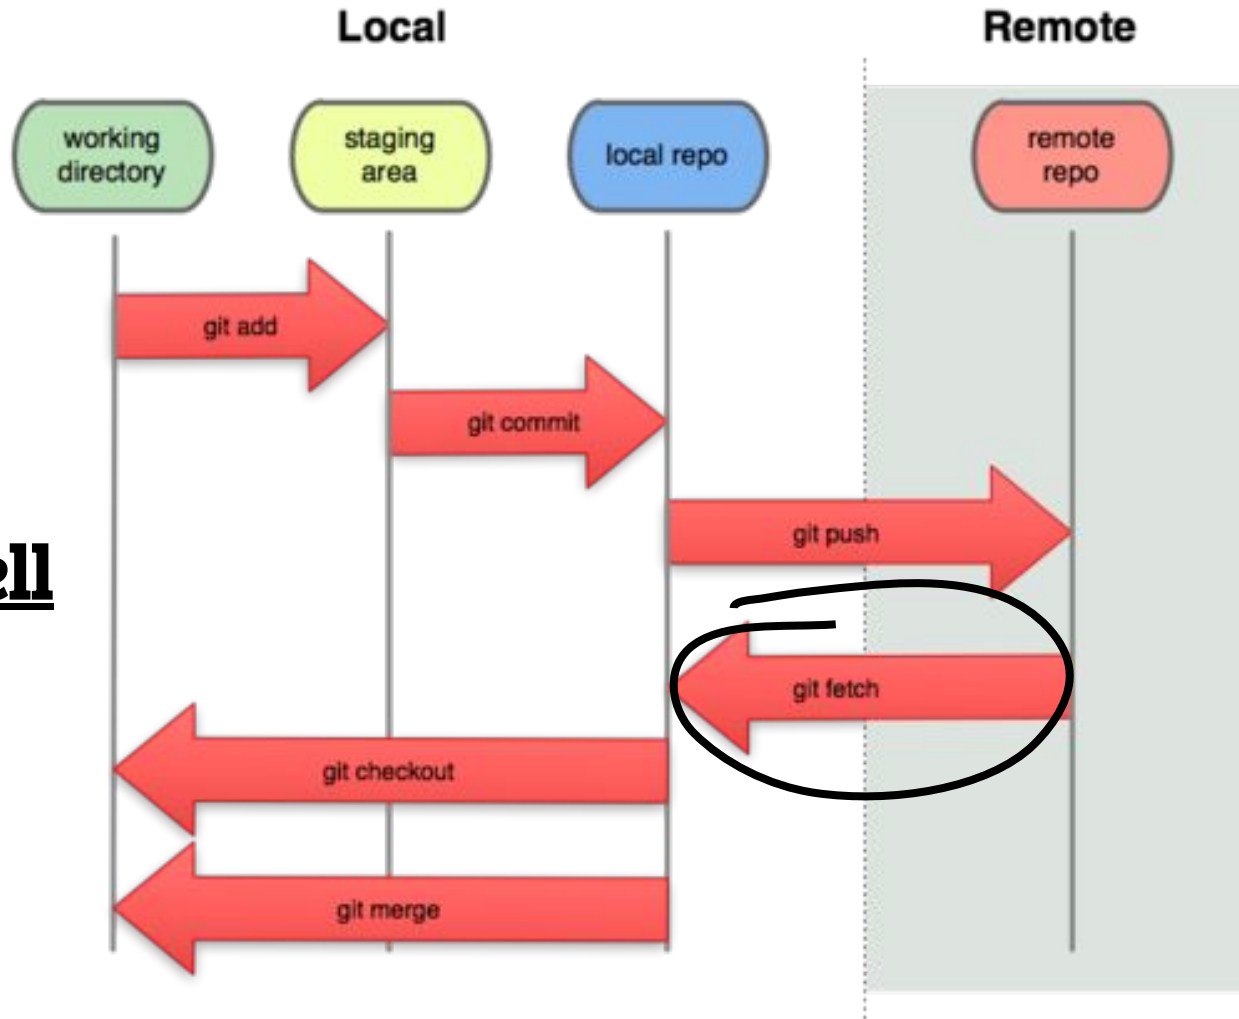 Local
Remote
working
directory
staging
area
local repo
remote
repo
git add
git commit
git push
ell
git fetch
git checkout
git merge